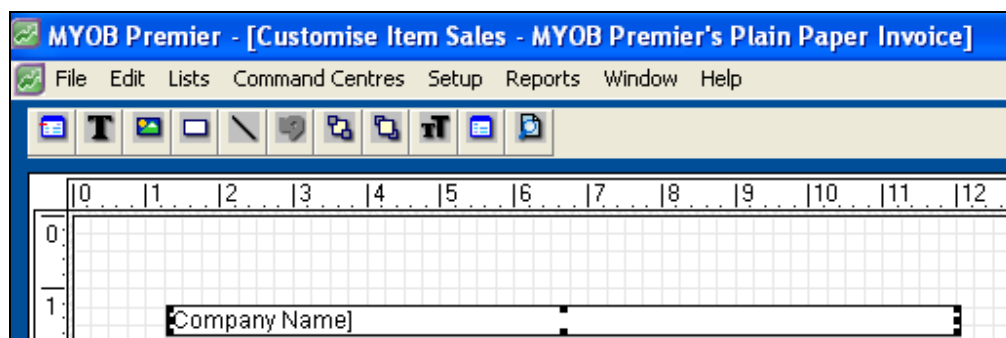 MYOB Premier - [Customise Item Sales - MYOB Premier's Plain Paper Invoice]
File Edit Lists Command Centres Setup Reports Window Help
T TT
0 1 2 3 4 5 6 7 8 9 10 11 12
0
1
Company Name]